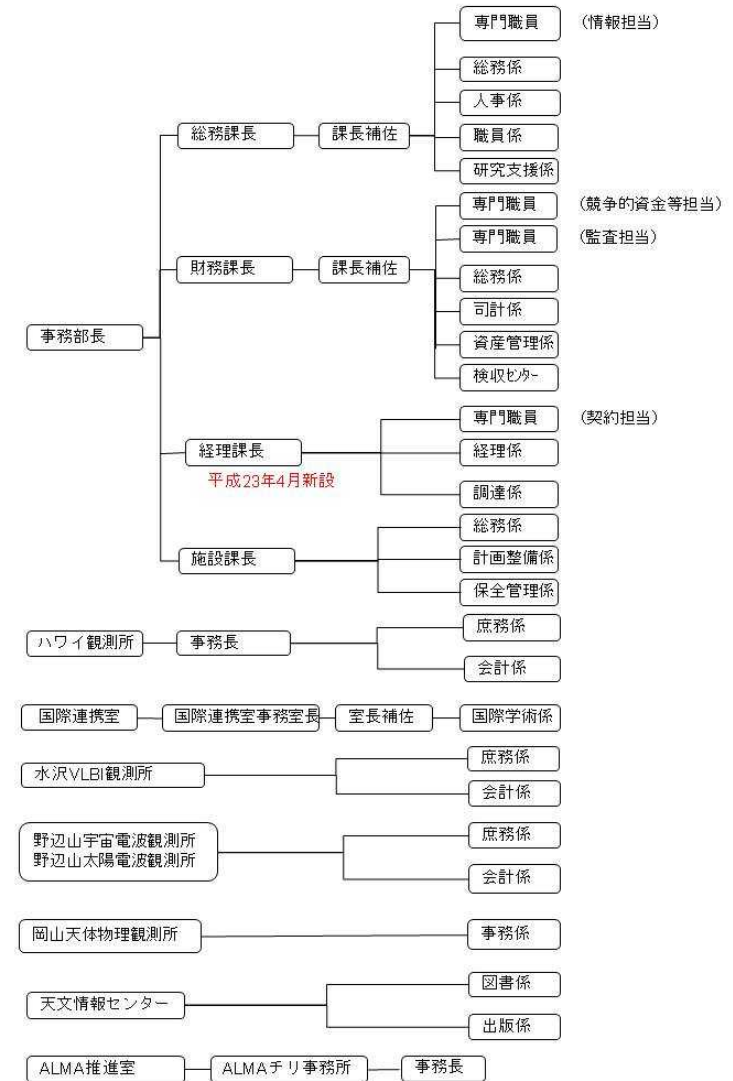 専門職員 (情報担当)
総務係
人事係
総務課長 課長補佐 職員係
研究支援係
専門職員 (競争的資金等担当)
専門職員 (監査担当)
財務課長 課長補佐 総務係
司計係
事務部長 資産管理係
検収センター
専門職員 (契約担当)
経理課長 経理係
平成23年4月新設
調達係
総務係
施設課長 計画整備係
保全管理係
庶務係
ハワイ観測所 事務長
会計係
国際連携室 国際連携室事務室長 室長補佐 国際学術係
庶務係
水沢VLBI観測所
会計係
庶務係
野辺山宇宙電波観測所
野辺山太陽電波観測所
会計係
岡山天体物理観測所 事務係
図書係
天文情報センター
出版係
ALMA推進室 ALMAチリ事務所 事務長